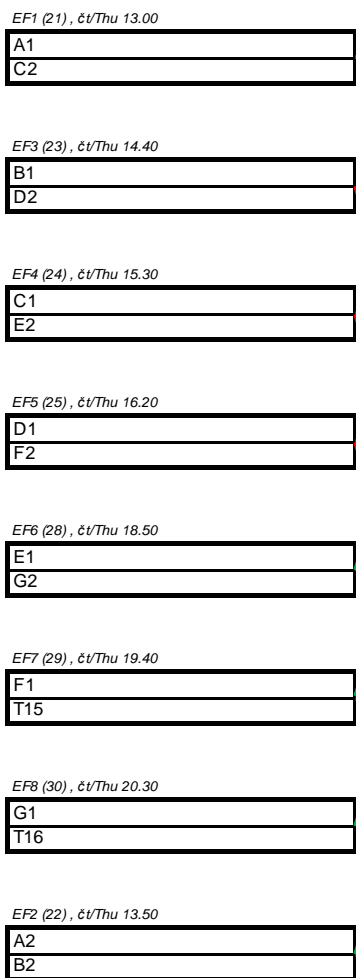 EF1 (21) , čt/Thu 13.00
A1
C2
EF3 (23) , čt/Thu 14.40
B1
D2
EF4 (24) , čt/Thu 15.30
C1
E2
EF5 (25) , čt/Thu 16.20
D1
F2
EF6 (28) , čt/Thu 18.50
E1
G2
EF7 (29) , čt/Thu 19.40
F1
T15
EF8 (30) , čt/Thu 20.30
G1
T16
EF2 (22) , čt/Thu 13.50
A2
B2